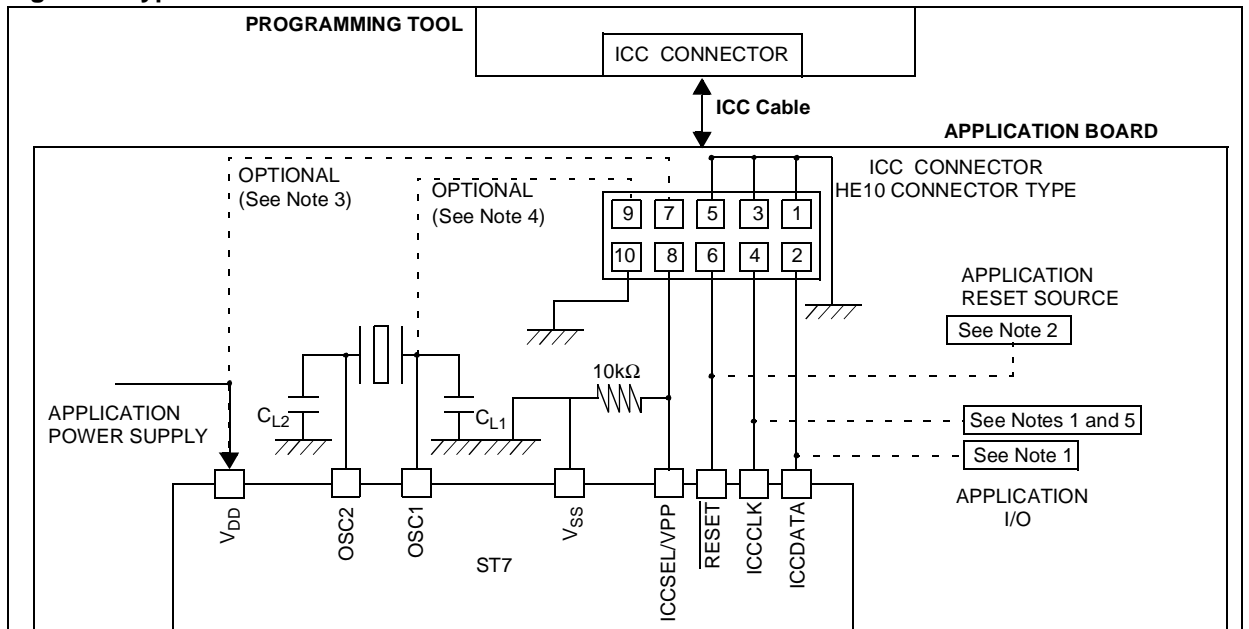 PROGRAMMING TOOL
ICC CONNECTOR
ICC Cable
APPLICATION BOARD
OPTIONAL
(See Note 3)
OPTIONAL
(See Note 4)
ICC CONNECTOR
HE10 CONNECTOR TYPE
9 7 5 3 1
10 8 6 4 2
APPLICATION
RESET SOURCE
See Note 2
10kΩ
CL2
CL1
APPLICATION
POWER SUPPLY
See Notes 1 and 5
See Note 1
APPLICATION
I/O
VDD
OSC2
OSC1
VSS
ICCSEL/VPP
RESET
ICCCLK
ICCDATA
ST7